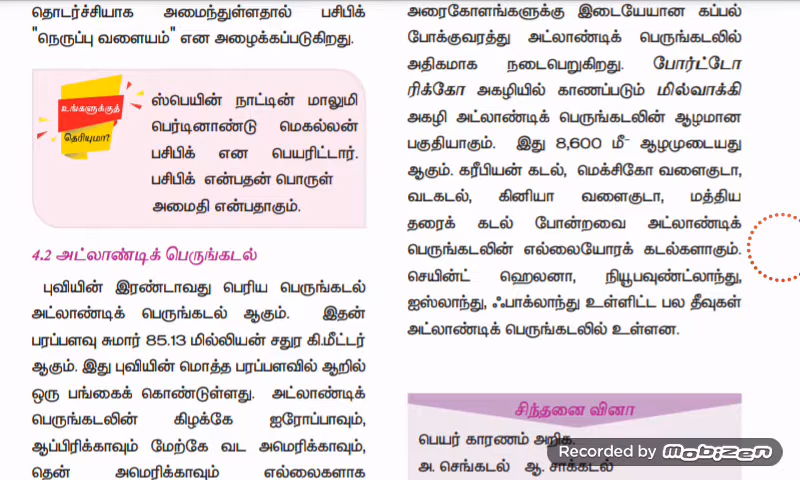 தொடர்ச்சியாக அமைந்துள்ளதால் பசிபிக்
"நெருப்பு வளையம்" என அழைக்கப்படுகிறது.
உங்களுக்குத்
தெரியுமா?
ஸ்பெயின் நாட்டின் மாலுமி
பெர்டினாண்டு மெகல்லன்
பசிபிக் என பெயரிட்டார்.
பசிபிக் என்பதன் பொருள்
அமைதி என்பதாகும்.
4.2 அட்லாண்டிக் பெருங்கடல்
புவியின் இரண்டாவது பெரிய பெருங்கடல்
அட்லாண்டிக் பெருங்கடல் ஆகும். இதன்
பரப்பளவு சுமார் 85.13 மில்லியன் சதுர கி.மீட்டர்
ஆகும். இது புவியின் மொத்த பரப்பளவில் ஆறில்
ஒரு பங்கைக் கொண்டுள்ளது. அட்லாண்டிக்
பெருங்கடலின் கிழக்கே ஐரோப்பாவும்,
ஆப்பிரிக்காவும் மேற்கே வட அமெரிக்காவும்,
தென் அமெரிக்காவும் எல்லைகளாக
அரைகோளங்களுக்கு இடையேயான கப்பல்
போக்குவரத்து அட்லாண்டிக் பெருங்கடலில்
அதிகமாக நடைபெறுகிறது. போர்ட்டோ
ரிக்கோ அகழியில் காணப்படும் மில்வாக்கி
அகழி அட்லாண்டிக் பெருங்கடலின் ஆழமான
பகுதியாகும். இது 8,600 மீ- ஆழமுடையது
ஆகும். கரீபியன் கடல், மெக்சிகோ வளைகுடா,
வடகடல், கினியா வளைகுடா, மத்திய
தரைக் கடல் போன்றவை அட்லாண்டிக்
பெருங்கடலின் எல்லையோரக் கடல்களாகும்.
செயின்ட் ஹெலனா, நியூபவுண்ட்லாந்து,
ஐஸ்லாந்து, ஃபாக்லாந்து உள்ளிட்ட பல தீவுகள்
அட்லாண்டிக் பெருங்கடலில் உள்ளன.
சிந்தனை வினா
பெயர் காரணம் அறிக.
அ. செங்கடல் ஆ. சாக்கடல்
Recorded by Mobizen